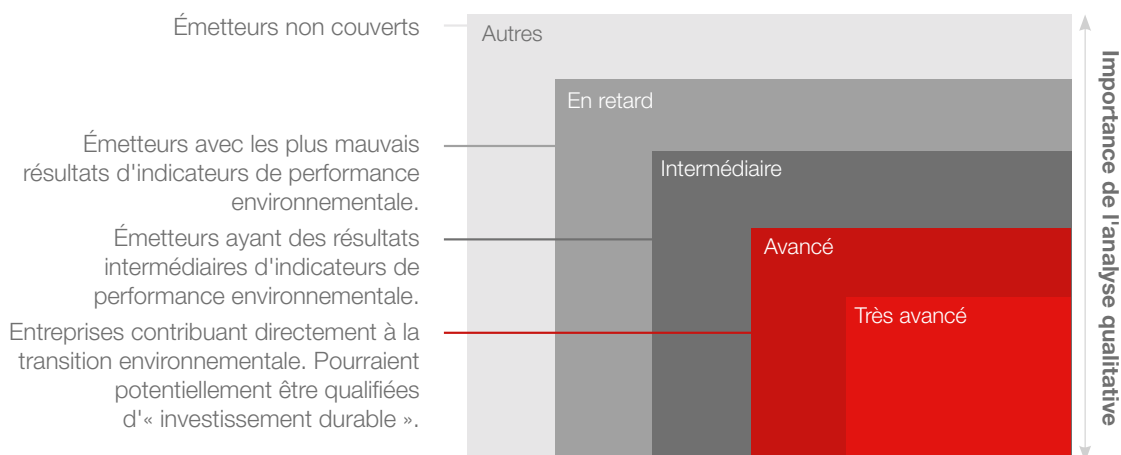 Émetteurs non couverts
Autres
En retard
Émetteurs avec les plus mauvais
résultats d'indicateurs de performance
environnementale.
Intermédiaire
Émetteurs ayant des résultats
intermédiaires d'indicateurs de
performance environnementale.
Avancé
Entreprises contribuant directement à la
transition environnementale. Pourraient
potentiellement être qualifiées
d'« investissement durable ».
Très avancé
Importance de l'analyse qualitative